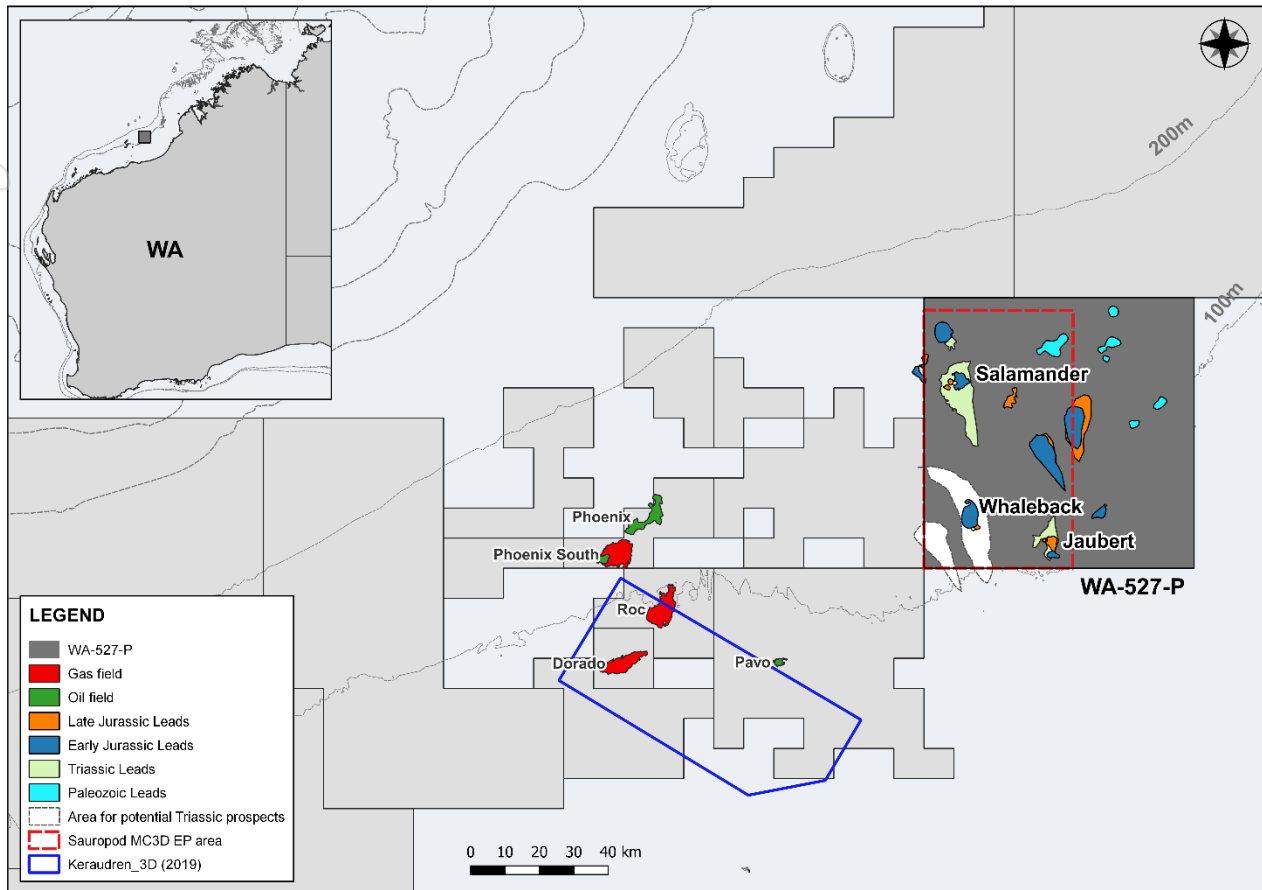 WA
200m
100m
Salamander
Whaleback
Jaubert
WA-527-P
Phoenix
Phoenix South
Roc
Dorado
Pavo
LEGEND
WA-527-P
Gas field
Oil field
Late Jurassic Leads
Early Jurassic Leads
Triassic Leads
Paleozoic Leads
Area for potential Triassic prospects
Sauropod MC3D EP area
Keraudren_3D (2019)
0 10 20 30 40 km